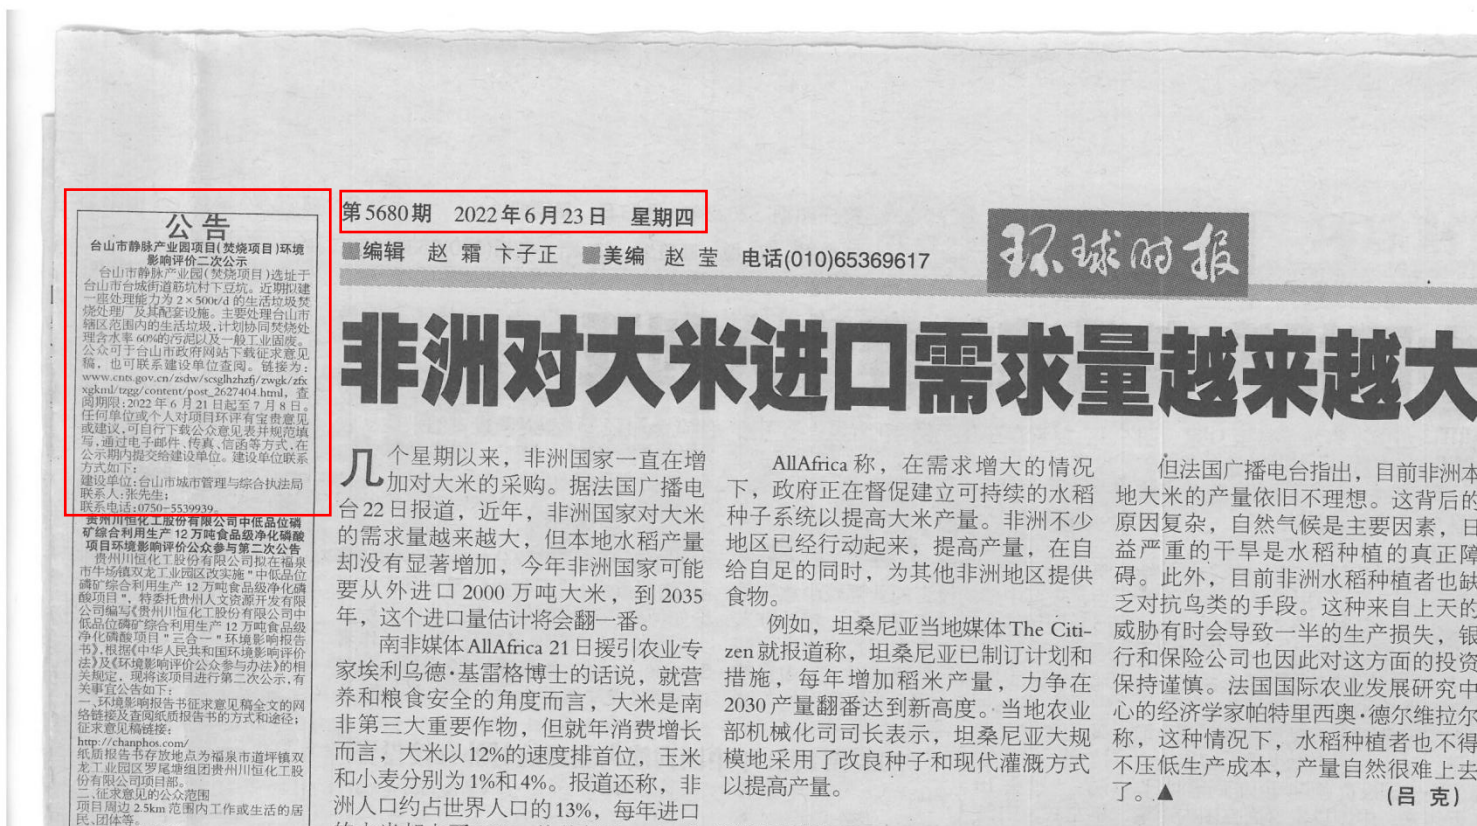 公告
台山市静脉产业园项目(焚烧项目)环境
影响评价二次公示
台山市静脉产业园(焚烧项目)选址于
台山市台城街道筋坑村下豆坑。近期拟建
一座处理能力为2×500t/d的生活垃圾焚
烧处理厂及其配套设施。主要处理台山市
辖区范围内的生活垃圾,计划协同焚烧处
理含水率60%的污泥以及一般工业固废。
公众可于台山市政府网站下载征求意见
稿，也可联系建设单位查阅。链接为:
www.cnts.gov.cn/zsdw/scsglhzhzfj/zwgk/zfx
xgkml/tzgg/content/post_2627404.html，查
阅期限:2022年6月21日起至7月8日。
任何单位或个人对项目环评有宝贵意见
或建议,可自行下载公众意见表并规范填
写,通过电子邮件、传真、信函等方式,在
公示期内提交给建设单位。建设单位联系
方式如下:
建设单位:台山市城市管理与综合执法局
联系人:张先生;
联系电话:0750-5539939。
贵州川恒化工股份有限公司中低品位磷
矿综合利用生产12万吨食品级净化磷酸
项目环境影响评价公众参与第二次公告
贵州川恒化工股份有限公司拟在福泉
市牛场镇双龙工业园区改实施"中低品位
磷矿综合利用生产12万吨食品级净化磷
酸项目"，特委托贵州人文资源开发有限
公司编写《贵州川恒化工股份有限公司中
低品位磷矿综合利用生产12万吨食品级
净化磷酸项目"三合一"环境影响报告
书》,根据《中华人民共和国环境影响评价
法》及《环境影响评价公众参与办法》的相
关规定，现将该项目进行第二次公示,有
关事宜公告如下:
一、环境影响报告书征求意见稿全文的网
络链接及查阅纸质报告书的方式和途径;
征求意见稿链接:
http://chanphos.com/
纸质报告书存放地点为福泉市道坪镇双
龙工业园区罗尾塘组团贵州川恒化工股
份有限公司项目部。
二、征求意见的公众范围
项目周边2.5km范围内工作或生活的居
民、团体等。
第5680期 2022年6月23日 星期四
■编辑 赵 霜 卞子正 ■美编 赵 莹 电话(010)65369617
环球时报
非洲对大米进口需求量越来越大
几个星期以来，非洲国家一直在增
加对大米的采购。据法国广播电
台22日报道，近年，非洲国家对大米
的需求量越来越大，但本地水稻产量
却没有显著增加，今年非洲国家可能
要从外进口2000万吨大米，到2035
年，这个进口量估计将会翻一番。
南非媒体AllAfrica 21日援引农业专
家埃利乌德·基雷格博士的话说，就营
养和粮食安全的角度而言，大米是南
非第三大重要作物，但就年消费增长
而言，大米以12%的速度排首位，玉米
和小麦分别为1%和4%。报道还称，非
洲人口约占世界人口的13%，每年进口
AllAfrica称，在需求增大的情况
下，政府正在督促建立可持续的水稻
种子系统以提高大米产量。非洲不少
地区已经行动起来，提高产量，在自
给自足的同时，为其他非洲地区提供
食物。
例如，坦桑尼亚当地媒体The Citi-
zen就报道称，坦桑尼亚已制订计划和
措施，每年增加稻米产量，力争在
2030产量翻番达到新高度。当地农业
部机械化司司长表示，坦桑尼亚大规
模地采用了改良种子和现代灌溉方式
以提高产量。
但法国广播电台指出，目前非洲本
地大米的产量依旧不理想。这背后的
原因复杂，自然气候是主要因素，日
益严重的干旱是水稻种植的真正障
碍。此外，目前非洲水稻种植者也缺
乏对抗鸟类的手段。这种来自上天的
威胁有时会导致一半的生产损失，银
行和保险公司也因此对这方面的投资
保持谨慎。法国国际农业发展研究中
心的经济学家帕特里西奥·德尔维拉尔
称，这种情况下，水稻种植者也不得
不压低生产成本，产量自然很难上去
了。▲ (吕 克)